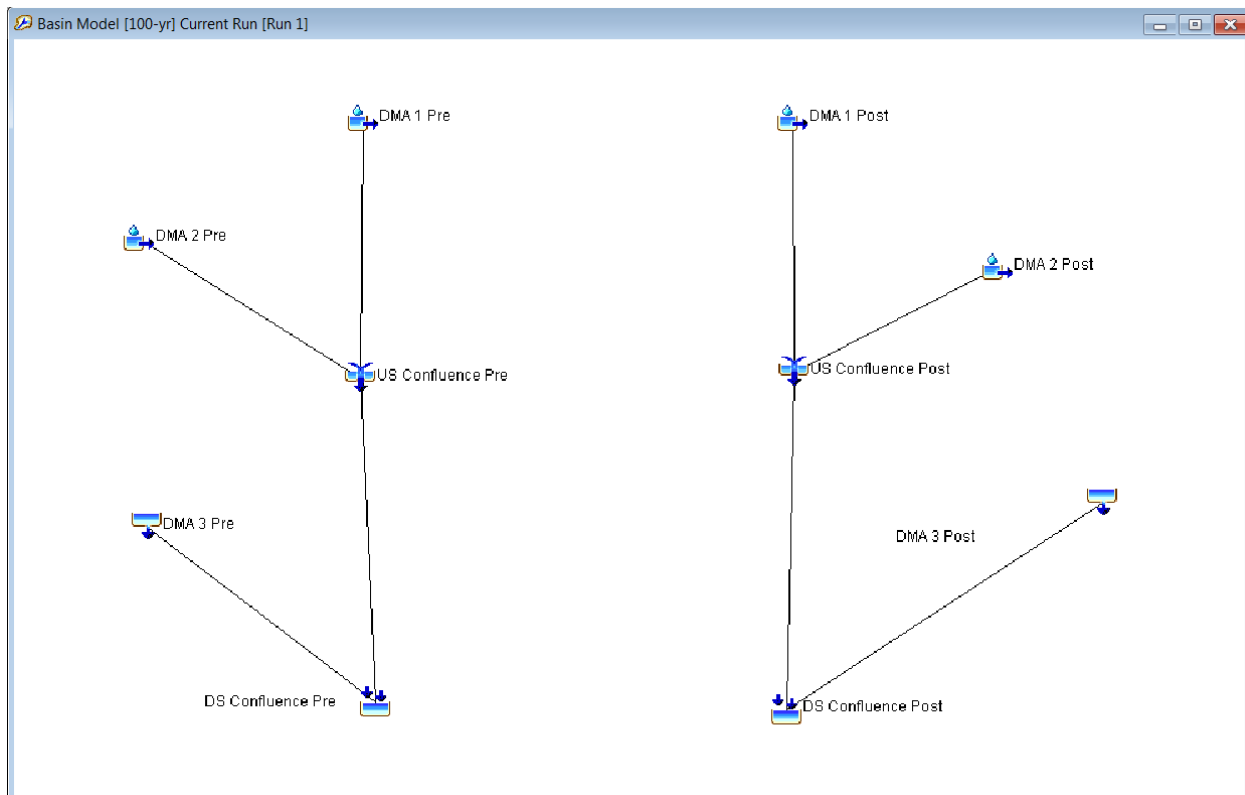 Basin Model [100-yr] Current Run [Run 1]
DMA 1 Pre
DMA 1 Post
DMA 2 Pre
DMA 2 Post
US Confluence Pre
US Confluence Post
DMA 3 Pre
DMA 3 Post
DS Confluence Pre
DS Confluence Post